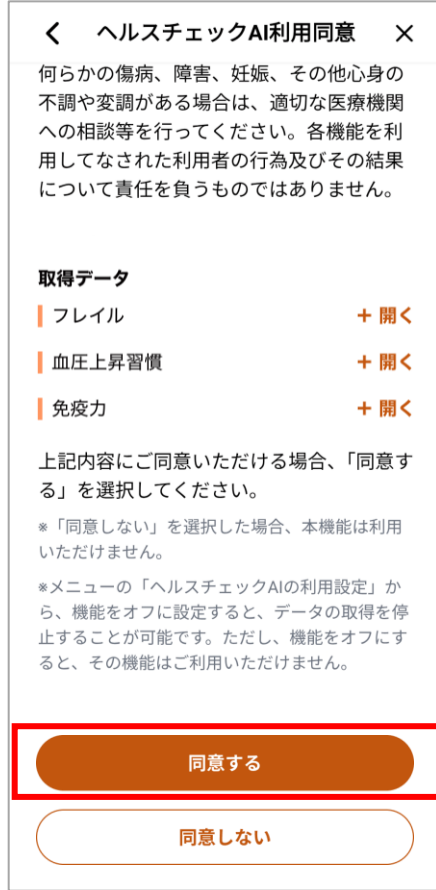 ヘルスチェックAI利用同意
何らかの傷病、障害、妊娠、その他心身の
不調や変調がある場合は、適切な医療機関
への相談等を行ってください。各機能を利
用してなされた利用者の行為及びその結果
について責任を負うものではありません。
取得データ
フレイル ＋ 開く
血圧上昇習慣 ＋ 開く
免疫力 ＋ 開く
上記内容にご同意いただける場合、「同意す
る」を選択してください。
※「同意しない」を選択した場合、本機能は利用
いただけません。
※メニューの「ヘルスチェックAIの利用設定」か
ら、機能をオフに設定すると、データの取得を停
止することが可能です。ただし、機能をオフにす
ると、その機能はご利用いただけません。
同意する
同意しない